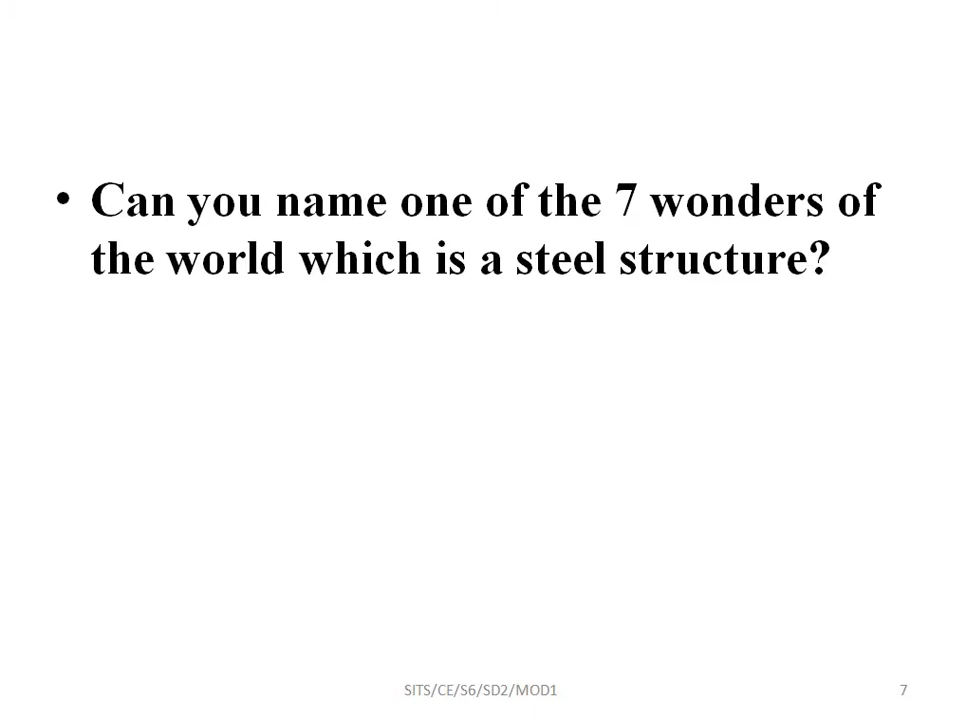 • Can you name one of the 7 wonders of
the world which is a steel structure?
SITS/CE/S6/SD2/MOD1
7